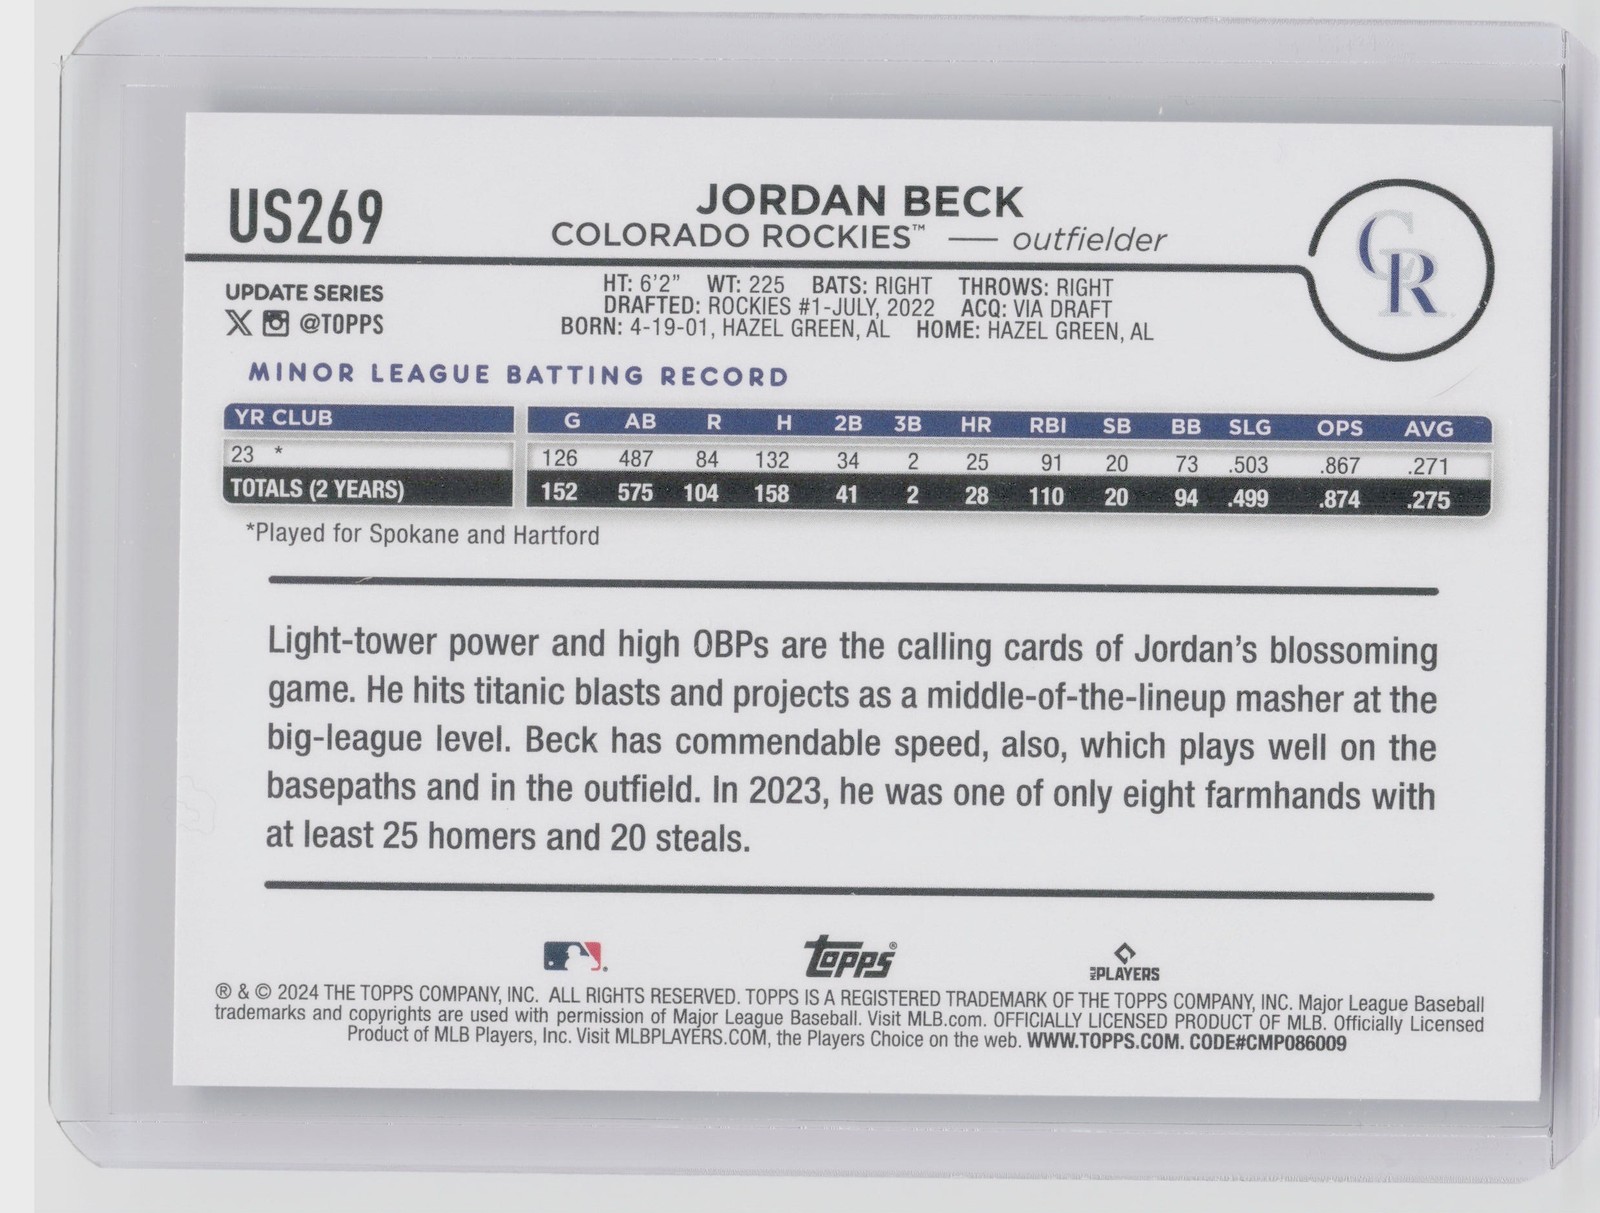 US269
JORDAN BECK
COLORADO ROCKIES™ — outfielder
CR
UPDATE SERIES
X @TOPPS
HT: 6'2" WT: 225 BATS: RIGHT THROWS: RIGHT
DRAFTED: ROCKIES #1-JULY, 2022 ACQ: VIA DRAFT
BORN: 4-19-01, HAZEL GREEN, AL HOME: HAZEL GREEN, AL
MINOR LEAGUE BATTING RECORD
YR CLUB G AB R H 2B 3B HR RBI SB BB SLG OPS AVG
23 * 126 487 84 132 34 2 25 91 20 73 .503 .867 .271
TOTALS (2 YEARS) 152 575 104 158 41 2 28 110 20 94 .499 .874 .275
*Played for Spokane and Hartford
Light-tower power and high OBPs are the calling cards of Jordan's blossoming
game. He hits titanic blasts and projects as a middle-of-the-lineup masher at the
big-league level. Beck has commendable speed, also, which plays well on the
basepaths and in the outfield. In 2023, he was one of only eight farmhands with
at least 25 homers and 20 steals.
Topps®
MLB PLAYERS
® & © 2024 THE TOPPS COMPANY, INC. ALL RIGHTS RESERVED. TOPPS IS A REGISTERED TRADEMARK OF THE TOPPS COMPANY, INC. Major League Baseball
trademarks and copyrights are used with permission of Major League Baseball. Visit MLB.com. OFFICIALLY LICENSED PRODUCT OF MLB. Officially Licensed
Product of MLB Players, Inc. Visit MLBPLAYERS.COM, the Players Choice on the web. WWW.TOPPS.COM. CODE#CMP086009